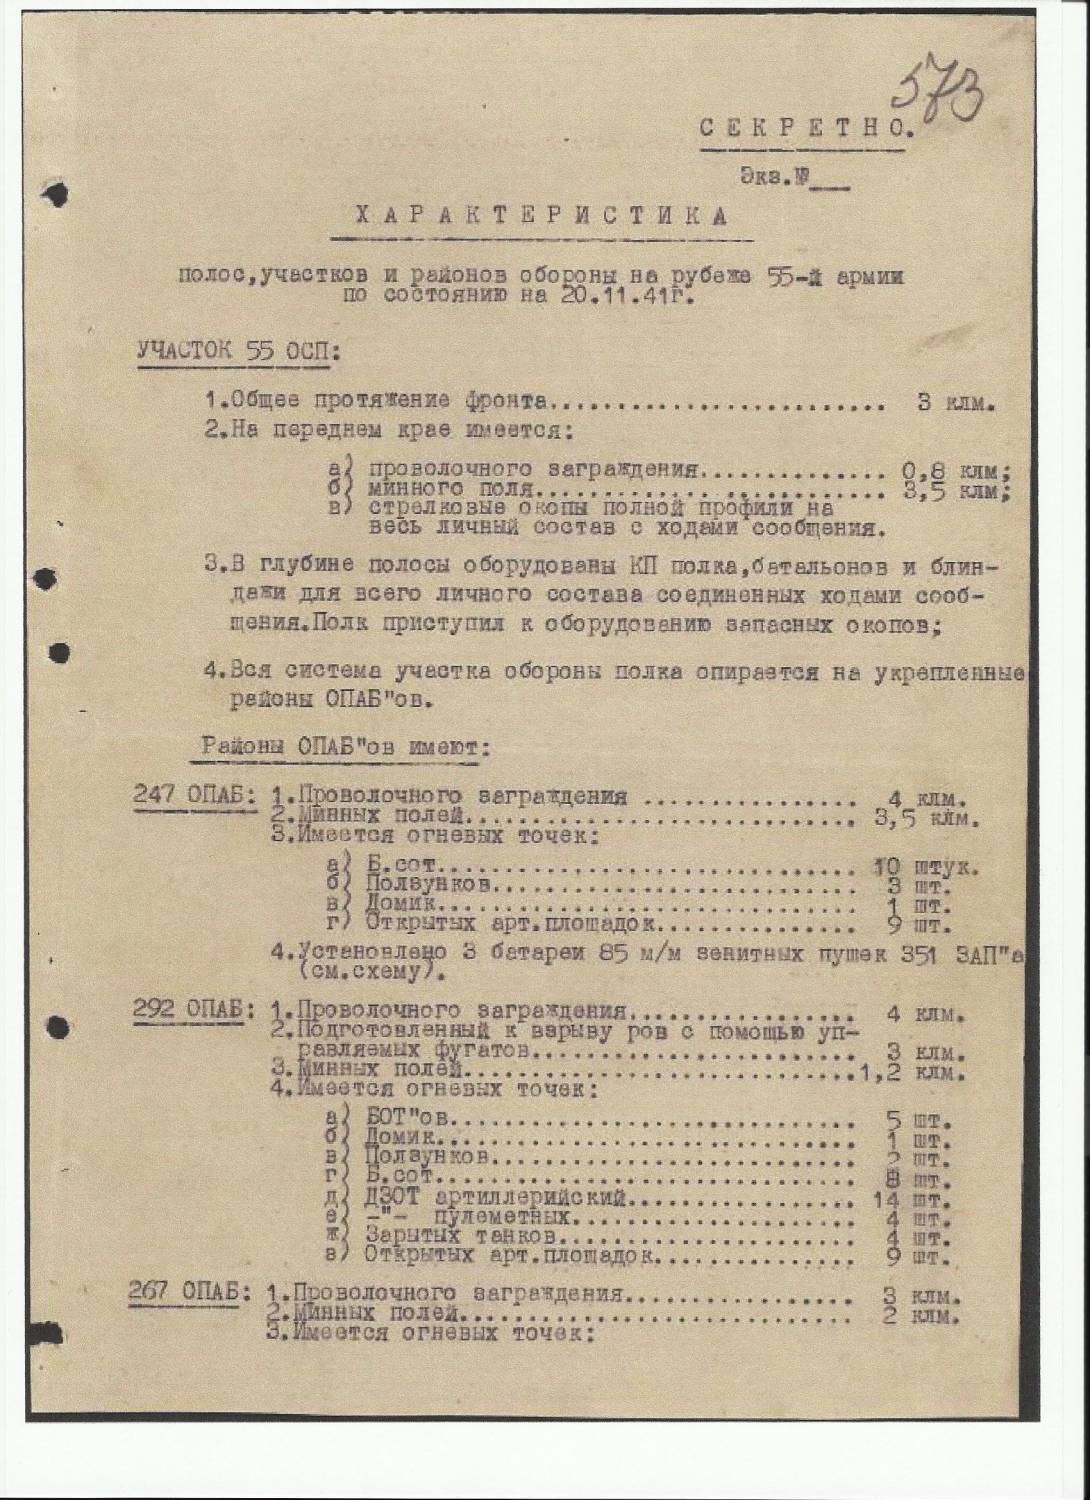 573
СЕКРЕТНО.
Экз.№___
ХАРАКТЕРИСТИКА
полос,участков и районов обороны на рубеже 55-й армии
по состоянию на 20.11.41г.
УЧАСТОК 55 ОСП:
1.Общее протяжение фронта......................... 3 клм.
2.На переднем крае имеется:
а) проволочного заграждения.............. 0,8 клм;
б) минного поля.......................... 3,5 клм;
в) стрелковые окопы полной профили на
весь личный состав с ходами сообщения.
3.В глубине полосы оборудованы КП полка,батальонов и блин-
дажи для всего личного состава соединенных ходами сооб-
щения.Полк приступил к оборудованию запасных окопов;
4.Вся система участка обороны полка опирается на укрепленные
районы ОПАБ"ов.
Районы ОПАБ"ов имеют:
247 ОПАБ: 1.Проволочного заграждения ................ 4 клм.
2.Минных полей............................. 3,5 клм.
3.Имеется огневых точек:
а) Б.сот............................... 10 штук.
б) Ползунков........................... 3 шт.
в) Домик............................... 1 шт.
г) Открытых арт.площадок............... 9 шт.
4.Установлено 3 батареи 85 м/м зенитных пушек 351 ЗАП"а
(см.схему).
292 ОПАБ: 1.Проволочного заграждения................. 4 клм.
2.Подготовленный к взрыву ров с помощью уп-
равляемых фугатов........................ 3 клм.
3.Минных полей.............................1,2 клм.
4.Имеется огневых точек:
а) БОТ"ов.............................. 5 шт.
б) Домик............................... 1 шт.
в) Ползунков........................... 2 шт.
г) Б.сот............................... 8 шт.
д) ДЗОТ артиллерийский................. 14 шт.
е) -"- пулеметных..................... 4 шт.
ж) Зарытых танков...................... 4 шт.
з) Открытых арт.площадок............... 9 шт.
267 ОПАБ: 1.Проволочного заграждения................. 3 клм.
2.Минных полей............................. 2 клм.
3.Имеется огневых точек: